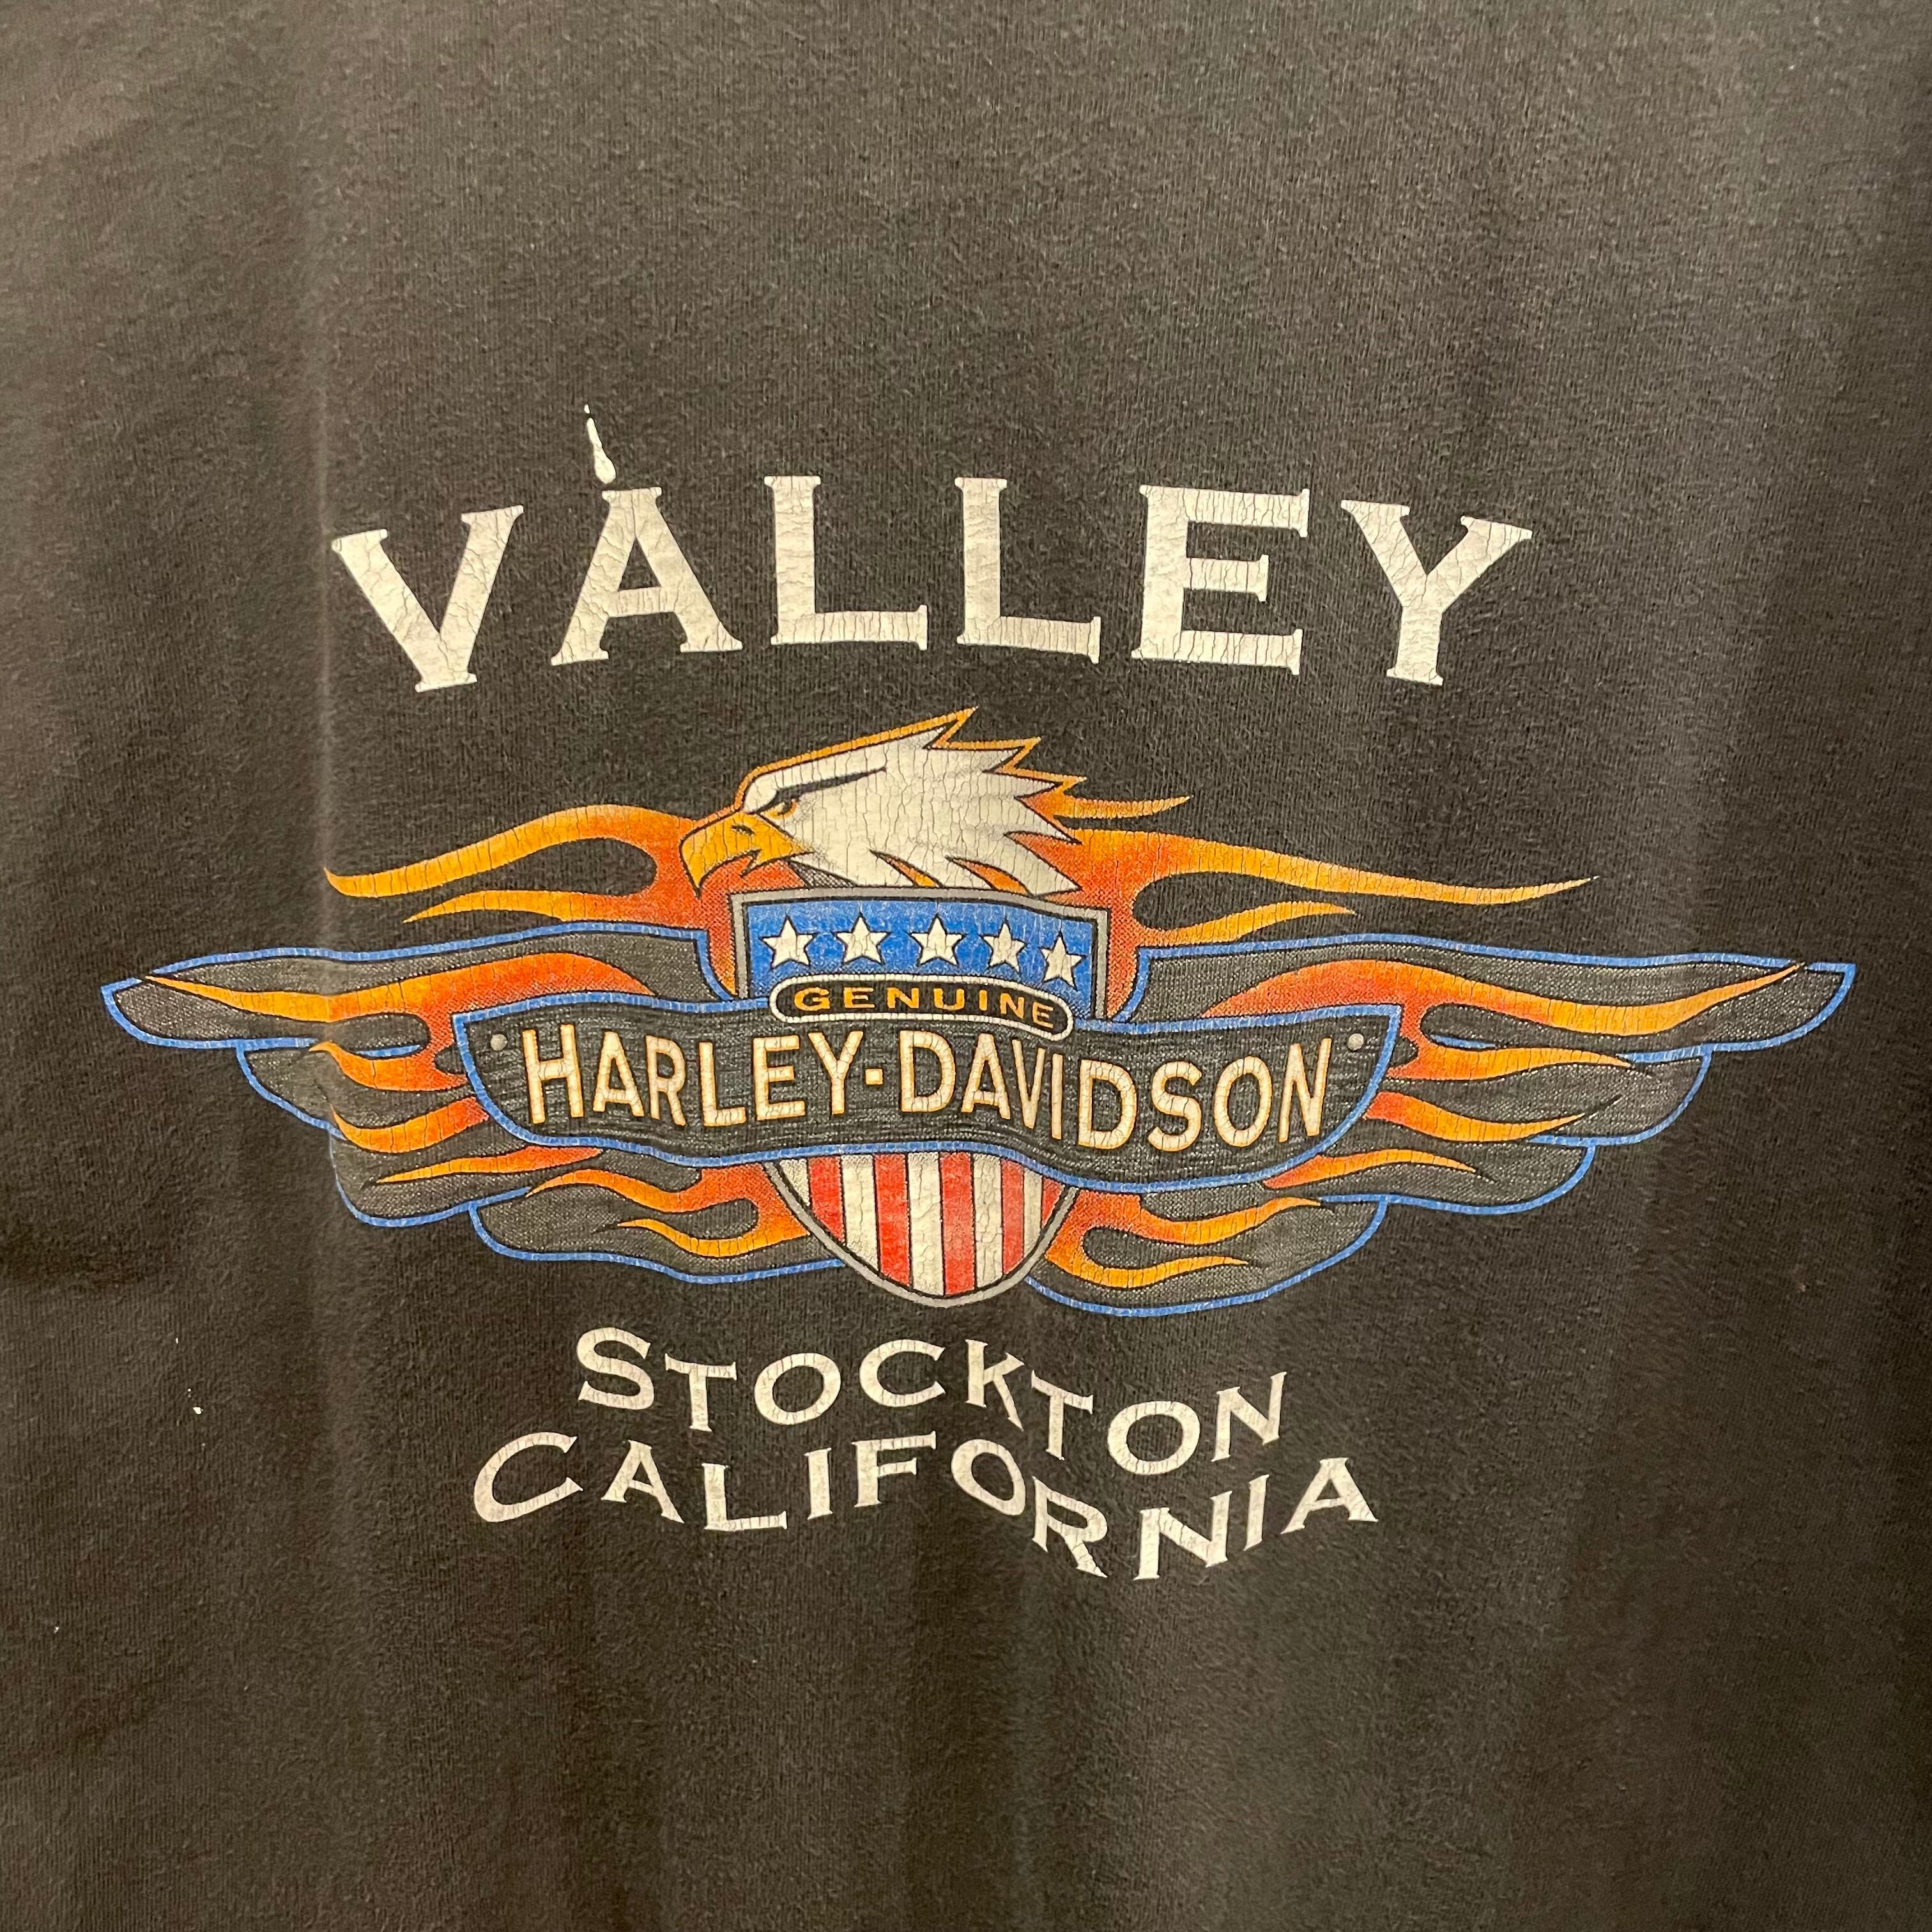 VALLEY
GENUINE
HARLEY-DAVIDSON
STOCKTON
CALIFORNIA